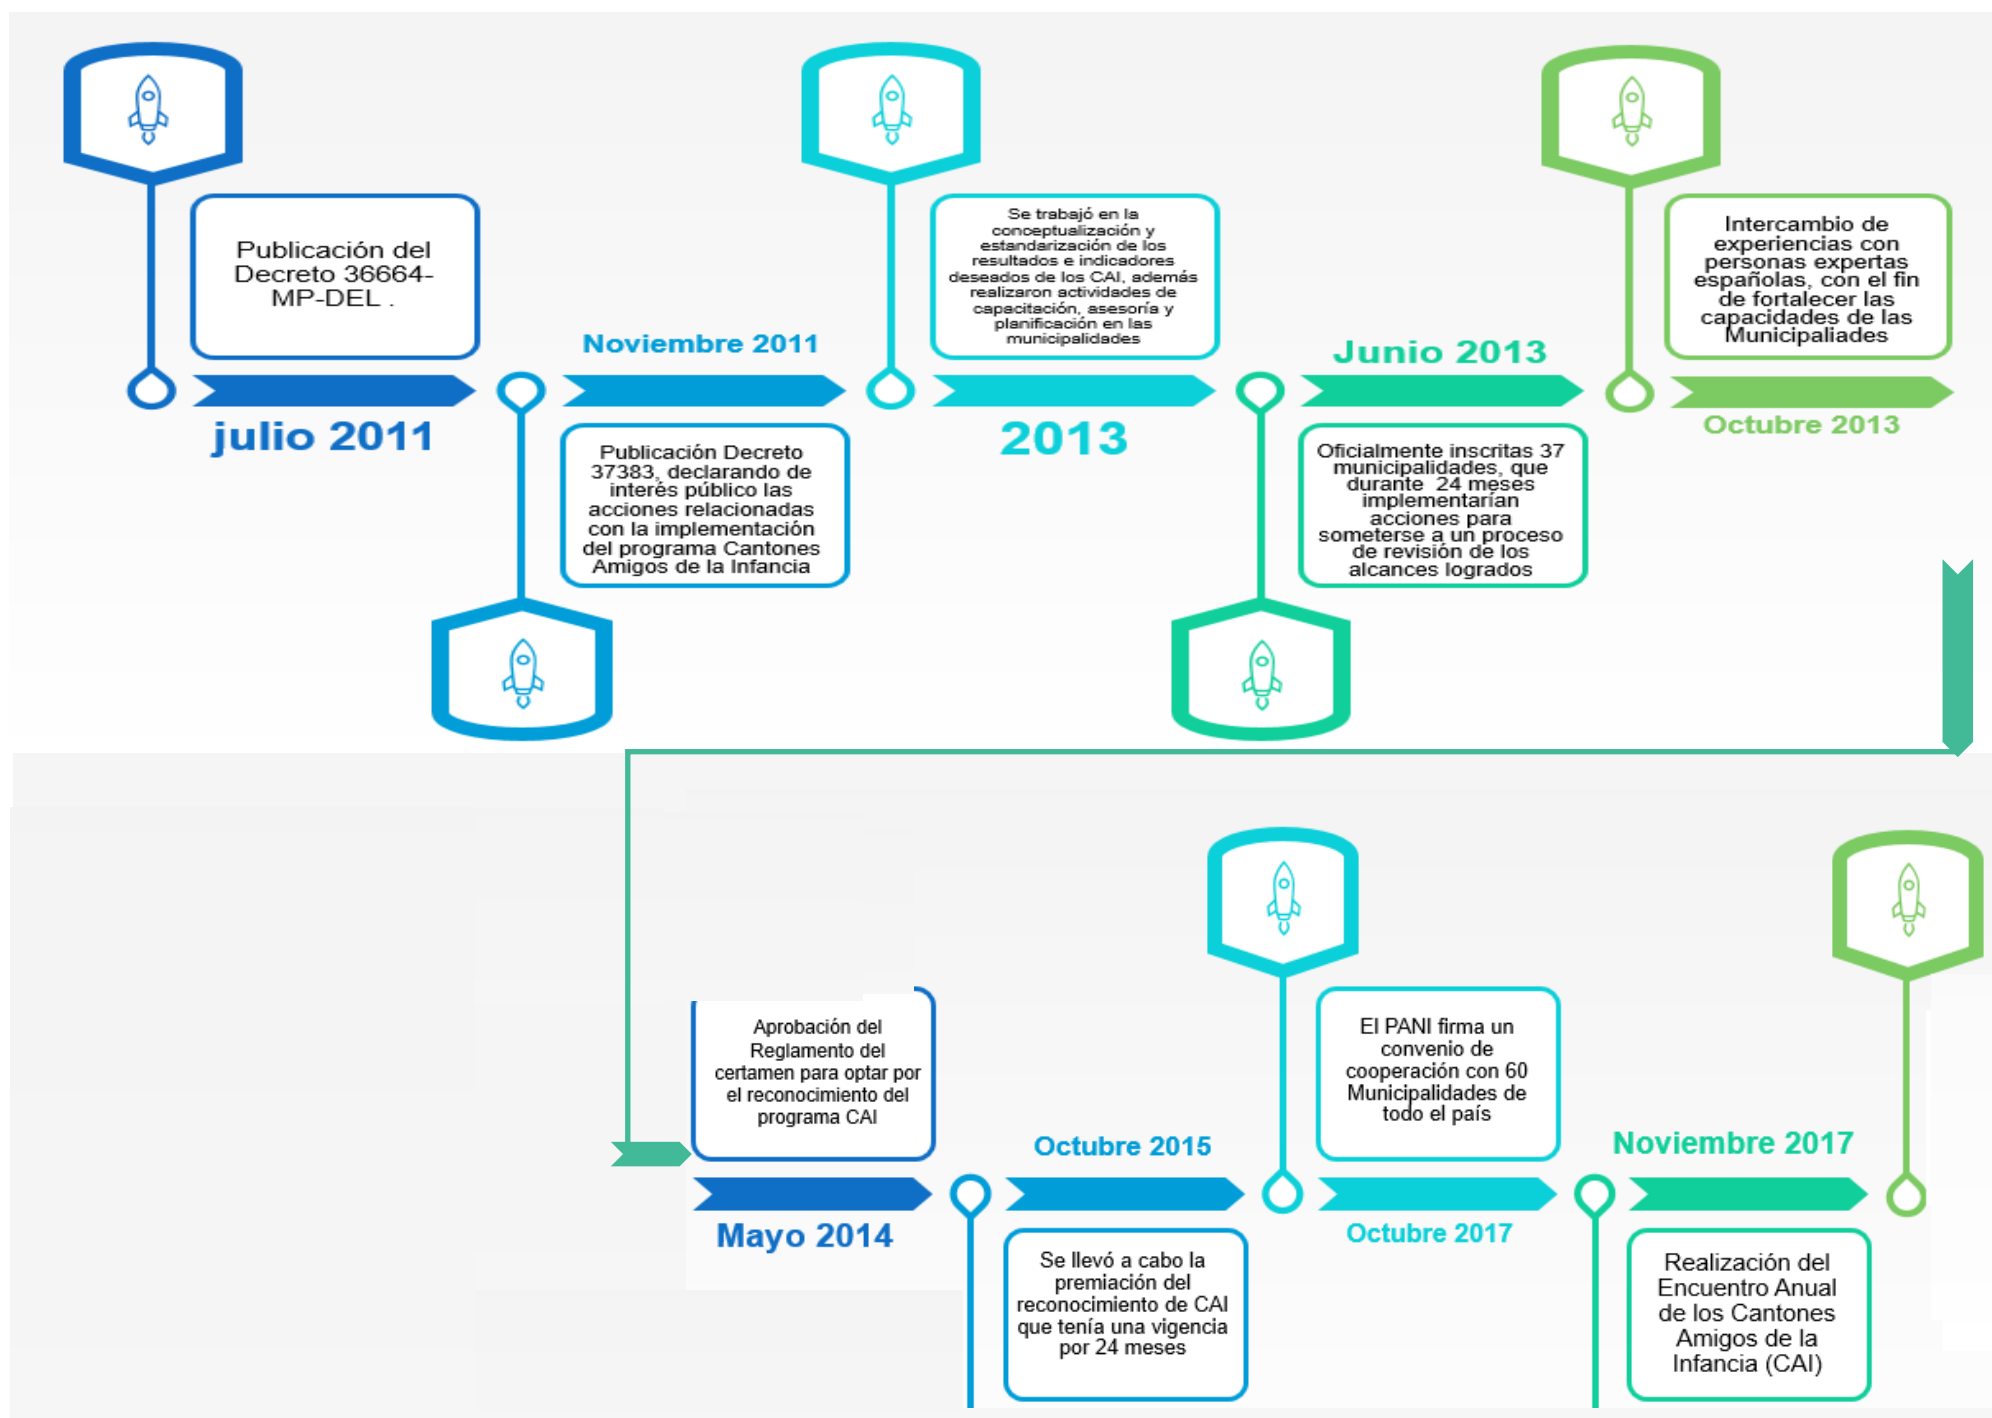 Publicación del
Decreto 36664-
MP-DEL .
julio 2011
Noviembre 2011
Publicación Decreto
37383, declarando de
interés público las
acciones relacionadas
con la implementación
del programa Cantones
Amigos de la Infancia
Se trabajó en la
conceptualización y
estandarización de los
resultados e indicadores
deseados de los CAI, además
realizaron actividades de
capacitación, asesoría y
planificación en las
municipalidades
2013
Junio 2013
Oficialmente inscritas 37
municipalidades, que
durante 24 meses
implementarían
acciones para
someterse a un proceso
de revisión de los
alcances logrados
Intercambio de
experiencias con
personas expertas
españolas, con el fin
de fortalecer las
capacidades de las
Municipaliades
Octubre 2013
Aprobación del
Reglamento del
certamen para optar por
el reconocimiento del
programa CAI
Mayo 2014
Octubre 2015
Se llevó a cabo la
premiación del
reconocimiento de CAI
que tenía una vigencia
por 24 meses
El PANI firma un
convenio de
cooperación con 60
Municipalidades de
todo el país
Octubre 2017
Noviembre 2017
Realización del
Encuentro Anual
de los Cantones
Amigos de la
Infancia (CAI)